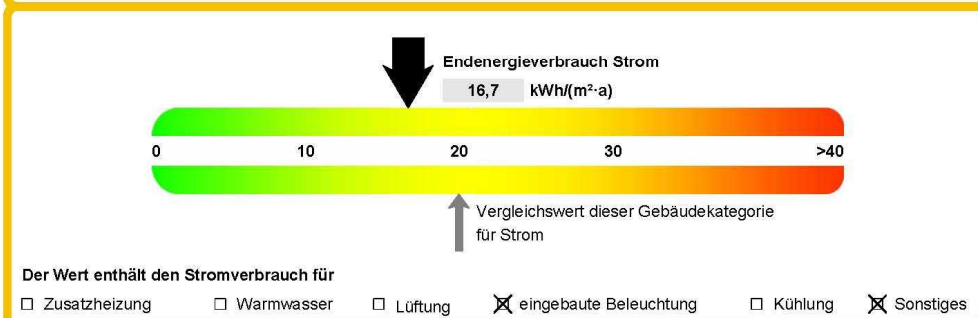 Endenergieverbrauch Strom
16,7 kWh/(m²·a)
0 10 20 30 >40
Vergleichswert dieser Gebäudekategorie
für Strom
Der Wert enthält den Stromverbrauch für
☐ Zusatzheizung ☐ Warmwasser ☐ Lüftung ☒ eingebaute Beleuchtung ☐ Kühlung ☒ Sonstiges